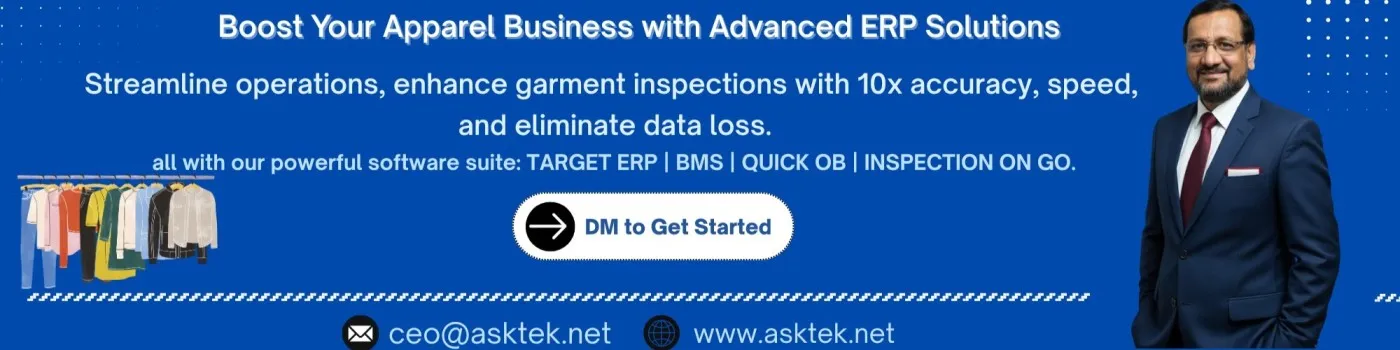 Boost Your Apparel Business with Advanced ERP Solutions
Streamline operations, enhance garment inspections with 10x accuracy, speed,
and eliminate data loss.
all with our powerful software suite: TARGET ERP | BMS | QUICK OB | INSPECTION ON GO.
DM to Get Started
ceo@asktek.net
www.asktek.net